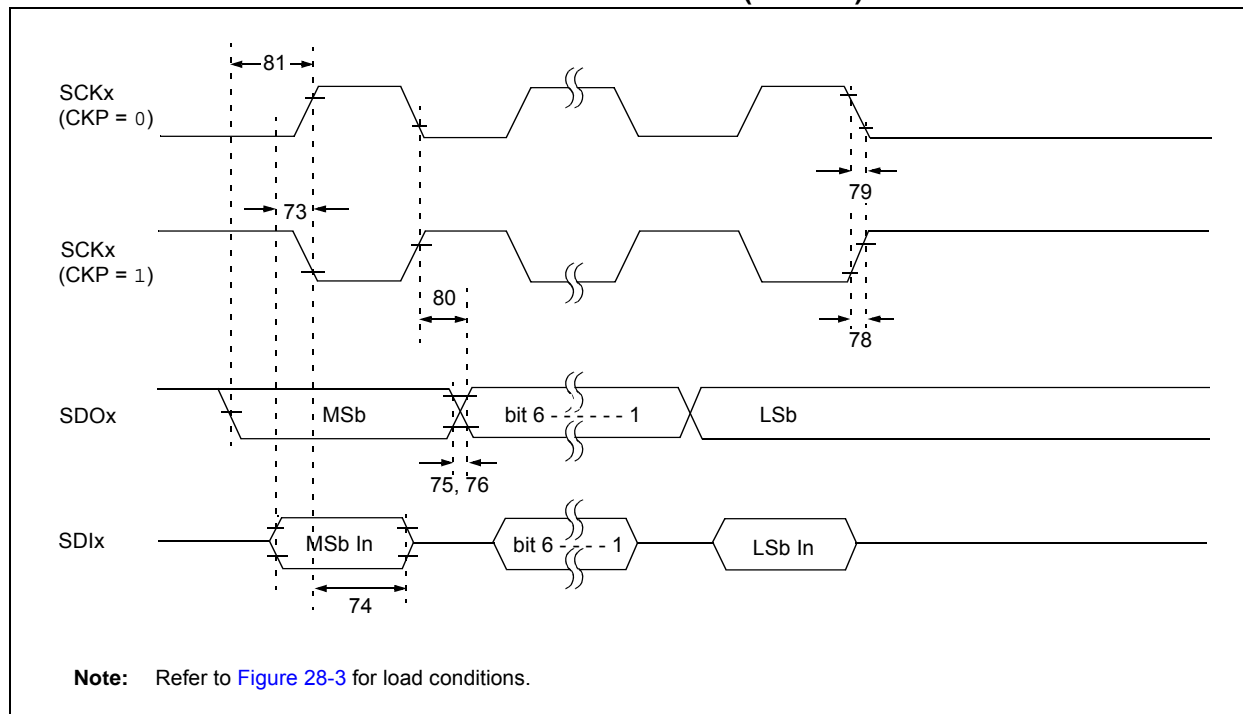 81
SCKx
(CKP = 0)
79
73
SCKx
(CKP = 1)
80
78
SDOx
MSb
bit 6 - - - - - - 1
LSb
75, 76
SDIx
MSb In
bit 6 - - - - - 1
LSb In
74
Note: Refer to Figure 28-3 for load conditions.